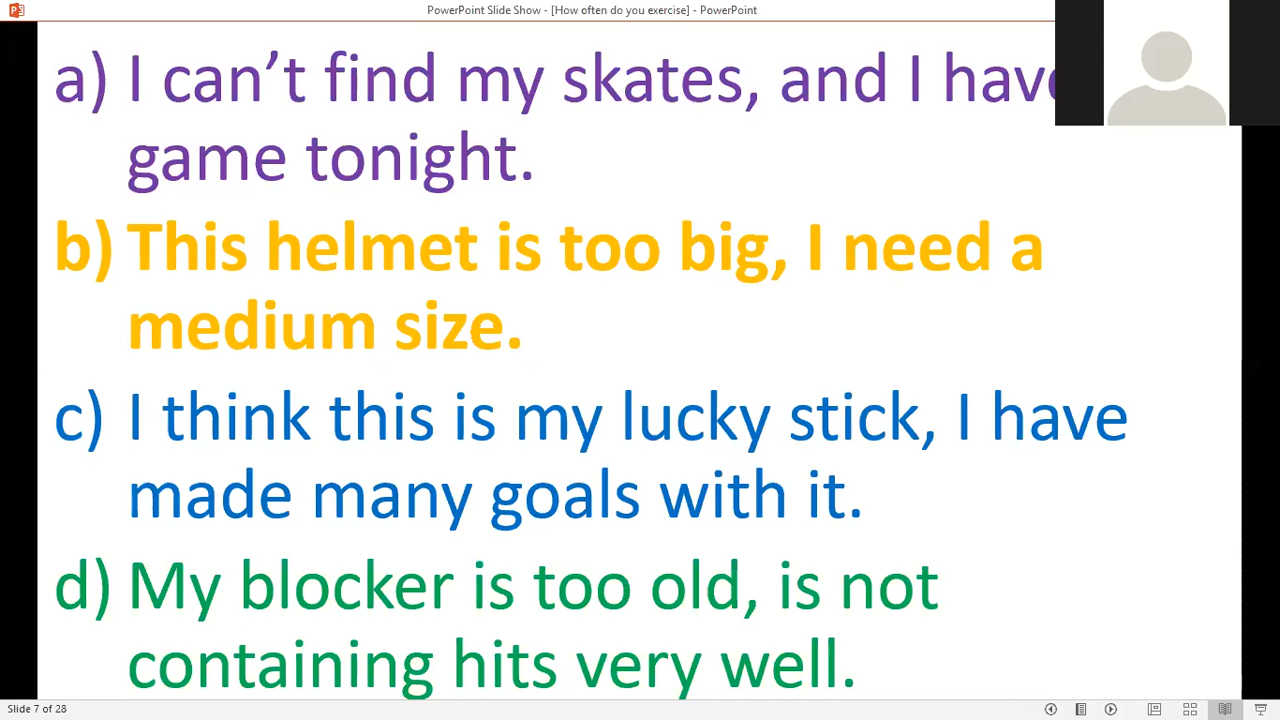 PowerPoint Slide Show - [How often do you exercise] - PowerPoint
a) I can’t find my skates, and I have
game tonight.
b) This helmet is too big, I need a
medium size.
c) I think this is my lucky stick, I have
made many goals with it.
d) My blocker is too old, is not
containing hits very well.
Slide 7 of 28